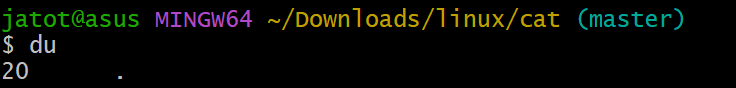 jatot@asus MINGW64 ~/Downloads/linux/cat (master)
$ du
20      .